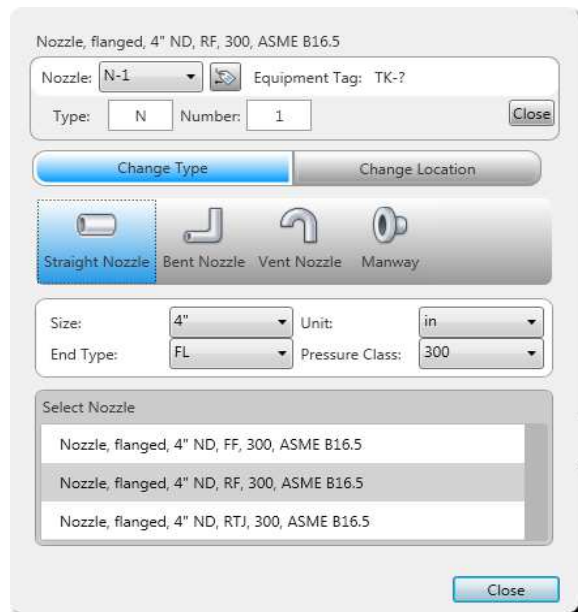 Nozzle, flanged, 4" ND, RF, 300, ASME B16.5
Nozzle: N-1 Equipment Tag: TK-?
Type: N Number: 1 Close
Change Type Change Location
Straight Nozzle Bent Nozzle Vent Nozzle Manway
Size: 4" Unit: in
End Type: FL Pressure Class: 300
Select Nozzle
Nozzle, flanged, 4" ND, FF, 300, ASME B16.5
Nozzle, flanged, 4" ND, RF, 300, ASME B16.5
Nozzle, flanged, 4" ND, RTJ, 300, ASME B16.5
Close